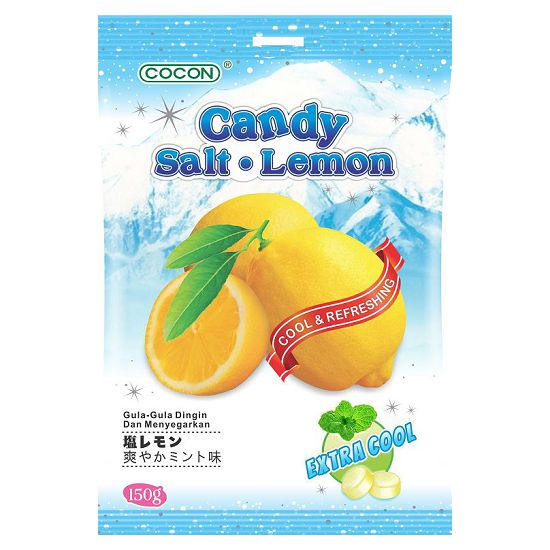 COCON®
Candy
Salt • Lemon
COOL & REFRESHING
Gula-Gula Dingin
Dan Menyegarkan
塩レモン
爽やかミント味
EXTRA COOL
150g